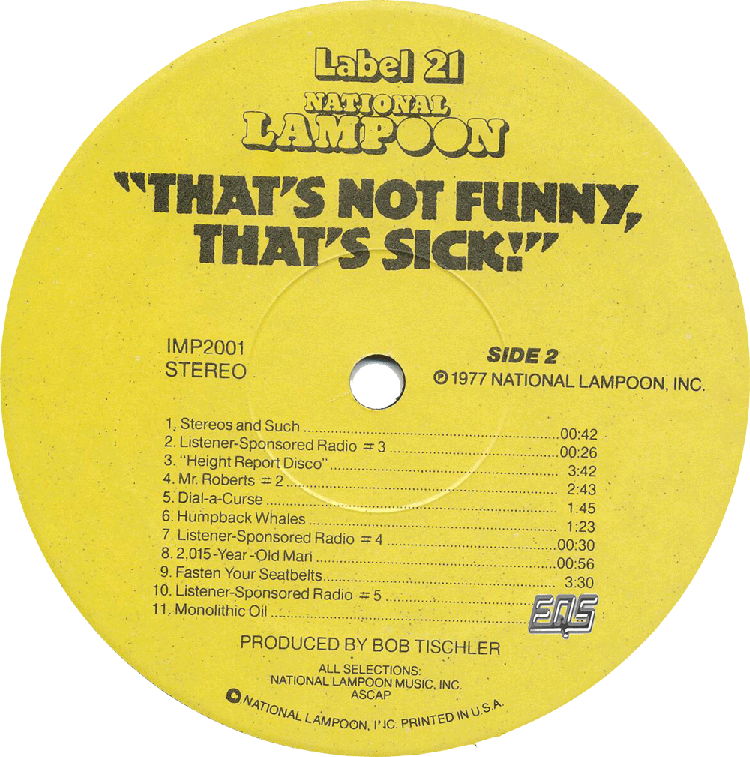 Label 21
NATIONAL
LAMPOON
"THAT'S NOT FUNNY,
THAT'S SICK!"
IMP2001
STEREO
SIDE 2
℗1977 NATIONAL LAMPOON, INC.
1. Stereos and Such ........ 00:42
2. Listener-Sponsored Radio #3 ........ 00:26
3. "Height Report Disco" ........ 3:42
4. Mr. Roberts #2 ........ 2:43
5. Dial-a-Curse ........ 1:45
6. Humpback Whales ........ 1:23
7. Listener-Sponsored Radio #4 ........ 00:30
8. 2,015-Year-Old Man ........ 00:56
9. Fasten Your Seatbelts ........ 3:30
10. Listener-Sponsored Radio #5 ........
11. Monolithic Oil ........
EQS
PRODUCED BY BOB TISCHLER
ALL SELECTIONS:
NATIONAL LAMPOON MUSIC, INC.
ASCAP
NATIONAL LAMPOON, INC. PRINTED IN U.S.A.